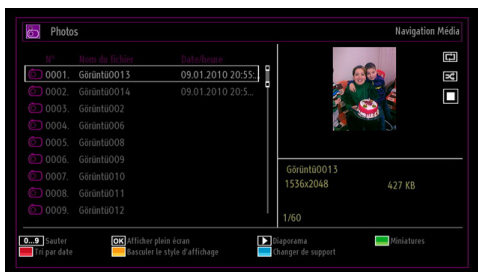 Photos
Navigation Média
N° Nom du fichier Date/heure
0001. Görüntü0013 09.01.2010 20:55:.
0002. Görüntü0014 09.01.2010 20:5...
0003. Görüntü002
0004. Görüntü006
0005. Görüntü008
0006. Görüntü009
0007. Görüntü010
0008. Görüntü011
0009. Görüntü012
Görüntü0013
1536x2048 427 KB
1/60
0...9 Sauter OK Afficher plein écran Diaporama Miniatures
Tri par date Basculer le style d'affichage Changer de support